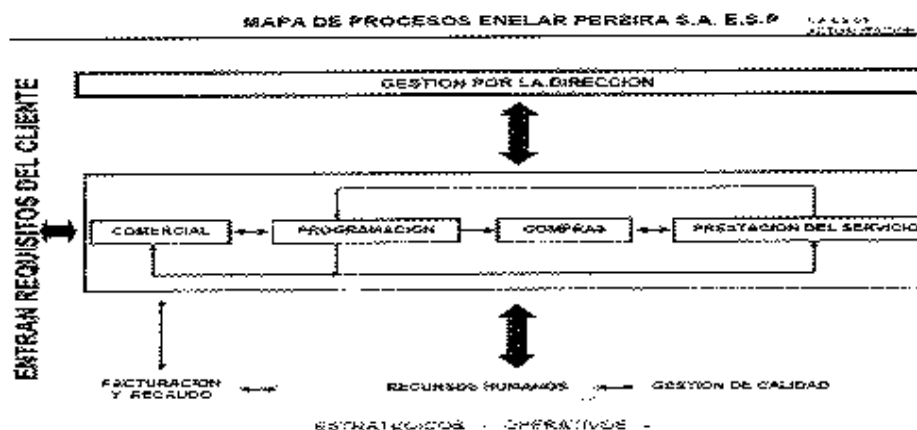 MAPA DE PROCESOS ENELAR PEREIRA S.A. E.S.P
GESTION POR LA DIRECCION
ENTRAN REQUISITOS DEL CLIENTE
COMERCIAL
PROGRAMACION
COMPRAS
PRESTACION DEL SERVICIO
FACTURACION
Y RECAUDO
RECURSOS HUMANOS
GESTION DE CALIDAD
ESTRATEGICOS - OPERATIVOS -